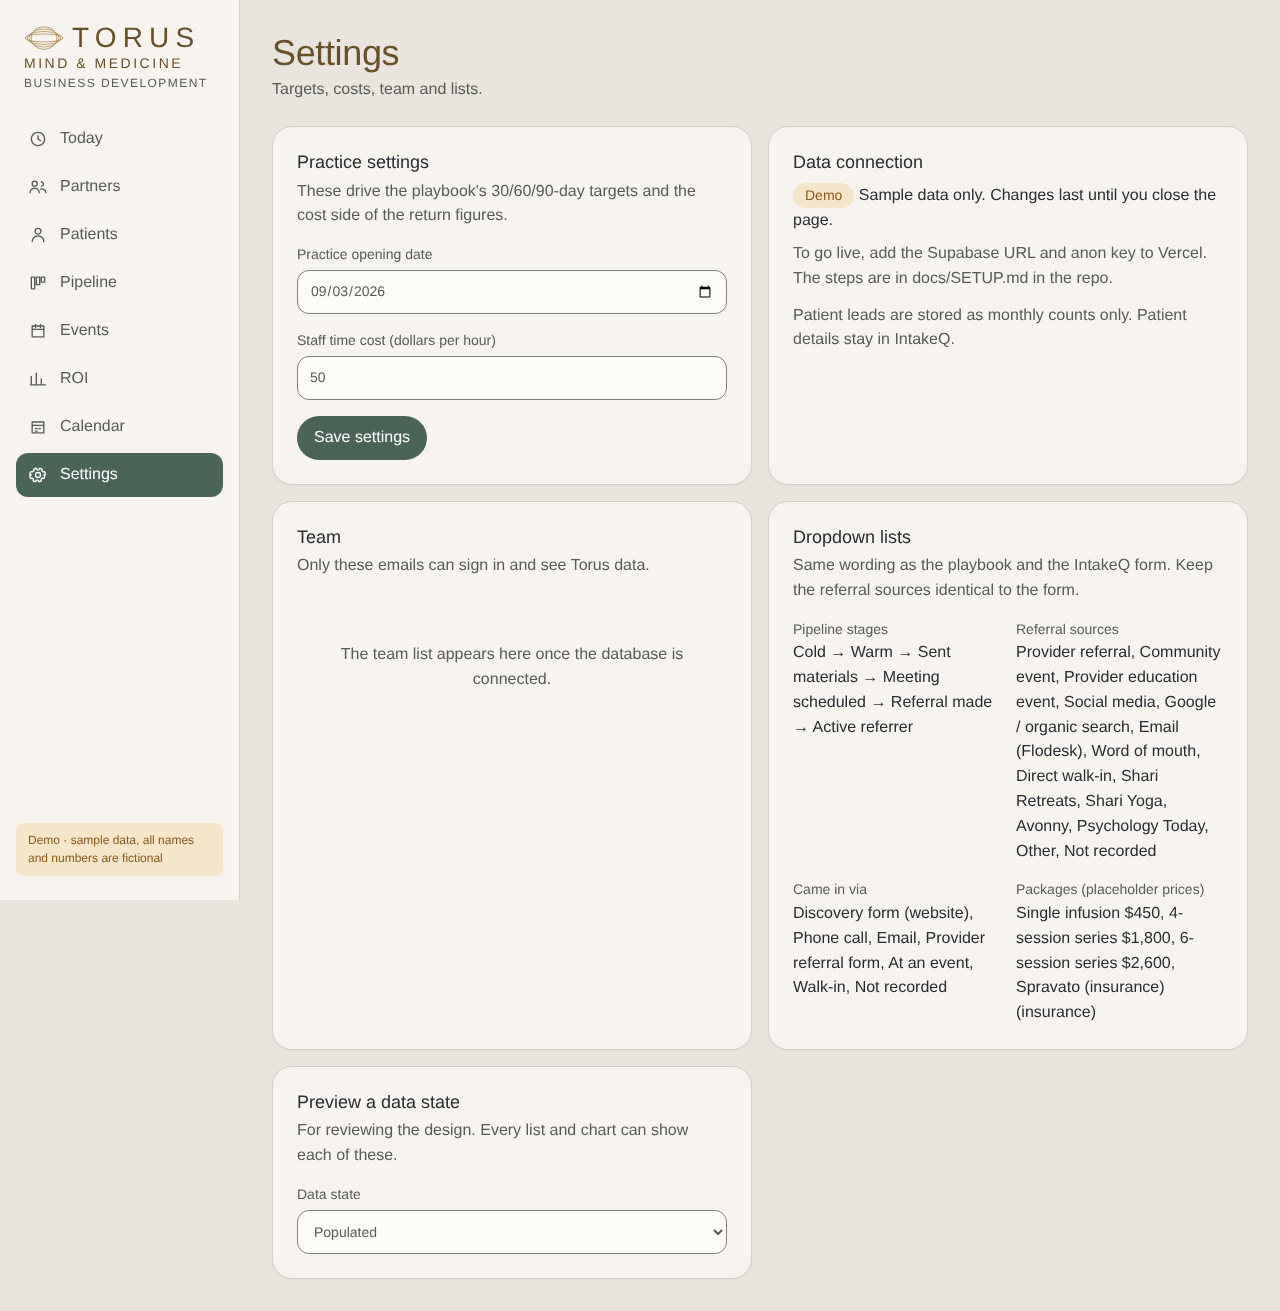 TORUS
MIND & MEDICINE
BUSINESS DEVELOPMENT
Today
Partners
Patients
Pipeline
Events
ROI
Calendar
Settings
Demo · sample data, all names
and numbers are fictional
Settings
Targets, costs, team and lists.
Practice settings
These drive the playbook's 30/60/90-day targets and the
cost side of the return figures.
Practice opening date
09/03/2026
Staff time cost (dollars per hour)
50
Save settings
Data connection
Demo Sample data only. Changes last until you close the
page.
To go live, add the Supabase URL and anon key to Vercel.
The steps are in docs/SETUP.md in the repo.
Patient leads are stored as monthly counts only. Patient
details stay in IntakeQ.
Team
Only these emails can sign in and see Torus data.
The team list appears here once the database is
connected.
Dropdown lists
Same wording as the playbook and the IntakeQ form. Keep
the referral sources identical to the form.
Pipeline stages
Cold → Warm → Sent
materials → Meeting
scheduled → Referral made
→ Active referrer
Referral sources
Provider referral, Community
event, Provider education
event, Social media, Google
/ organic search, Email
(Flodesk), Word of mouth,
Direct walk-in, Shari
Retreats, Shari Yoga,
Avonny, Psychology Today,
Other, Not recorded
Came in via
Discovery form (website),
Phone call, Email, Provider
referral form, At an event,
Walk-in, Not recorded
Packages (placeholder prices)
Single infusion $450, 4-
session series $1,800, 6-
session series $2,600,
Spravato (insurance)
(insurance)
Preview a data state
For reviewing the design. Every list and chart can show
each of these.
Data state
Populated